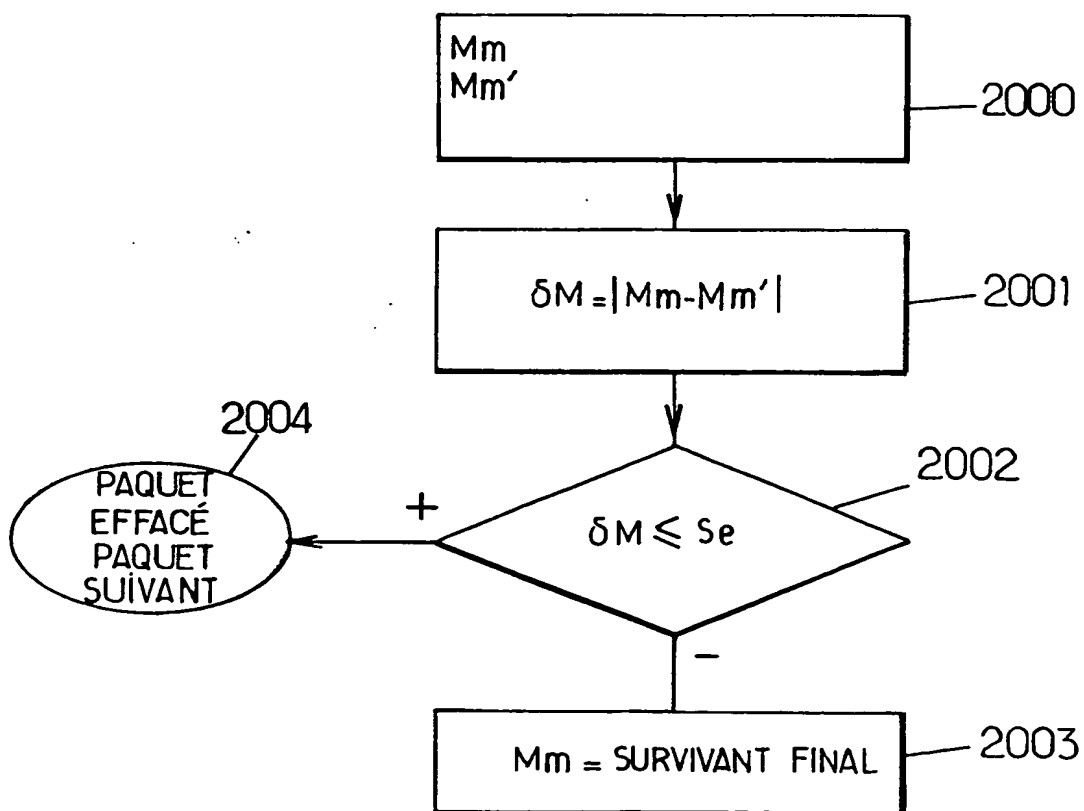 Mm
Mm'
2000
δM = |Mm-Mm'|
2001
2004
PAQUET
EFFACÉ
PAQUET
SUIVANT
+
δM ⩽ Se
2002
-
Mm = SURVIVANT FINAL
2003